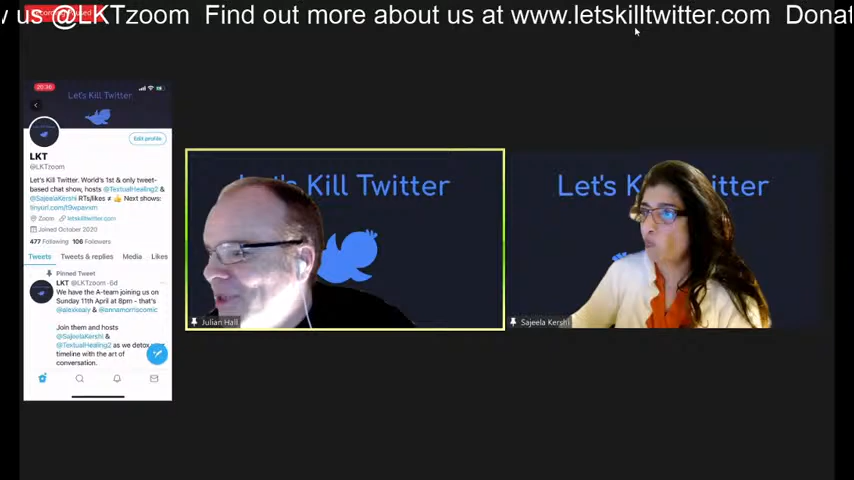 w us @LKTzoom Find out more about us at www.letskilltwitter.com Donat
20:36
Let's Kill Twitter
Edit profile
LKT
@LKTzoom
Let's Kill Twitter. World's 1st & only tweet-
based chat show, hosts @TextualHealing2 &
@SajeelaKershi RTs/likes ≠ 👍 Next shows:
Zoom letskilltwitter.com
Joined October 2020
477 Following 106 Followers
Tweets Tweets & replies Media Likes
Pinned Tweet
LKT @LKTzoom · 6d
We have the A-team joining us on
Sunday 11th April at 8pm - that's
@alexkealy & @annamorriscomic
Join them and hosts
@SajeelaKershi &
@TextualHealing2 as we detox your
timeline with the art of
conversation.
Let's Kill Twitter
Julian Hall
Let's K itter
Sajeela Kershi